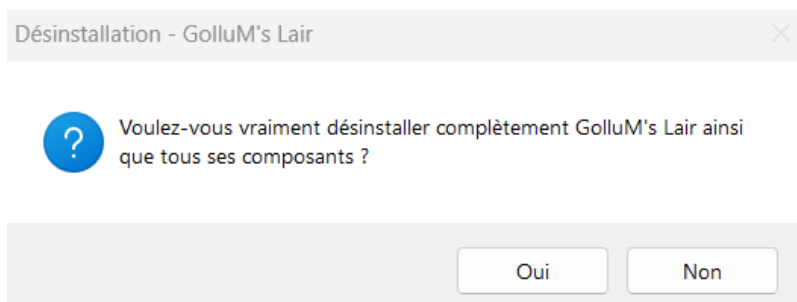 Désinstallation - GolluM's Lair
Voulez-vous vraiment désinstaller complètement GolluM's Lair ainsi
que tous ses composants ?
Oui
Non